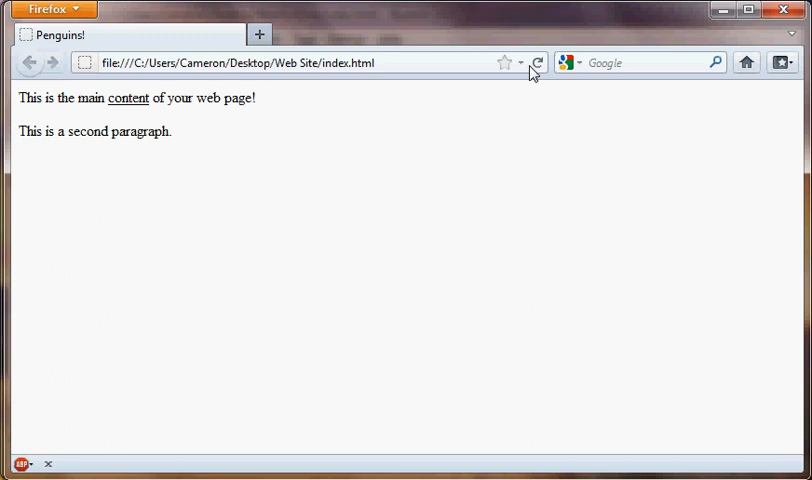 Firefox
Penguins!
file:///C:/Users/Cameron/Desktop/Web Site/index.html
Google
This is the main content of your web page!
This is a second paragraph.
ABP